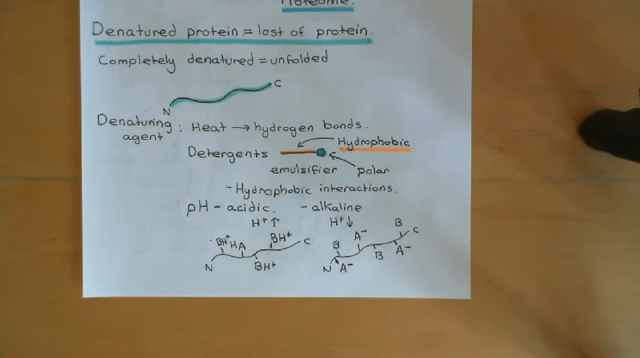 Proteome.
Denatured protein = last of protein.
Completely denatured = unfolded
C
N
Denaturing agent : Heat → hydrogen bonds.
Hydrophobic
Detergents
emulsifier polar
- Hydrophobic interactions.
pH - acidic. - alkaline
H+↑ H+↓
BH+ HA BH+ C B A- B C
N BH+ N A- B A-